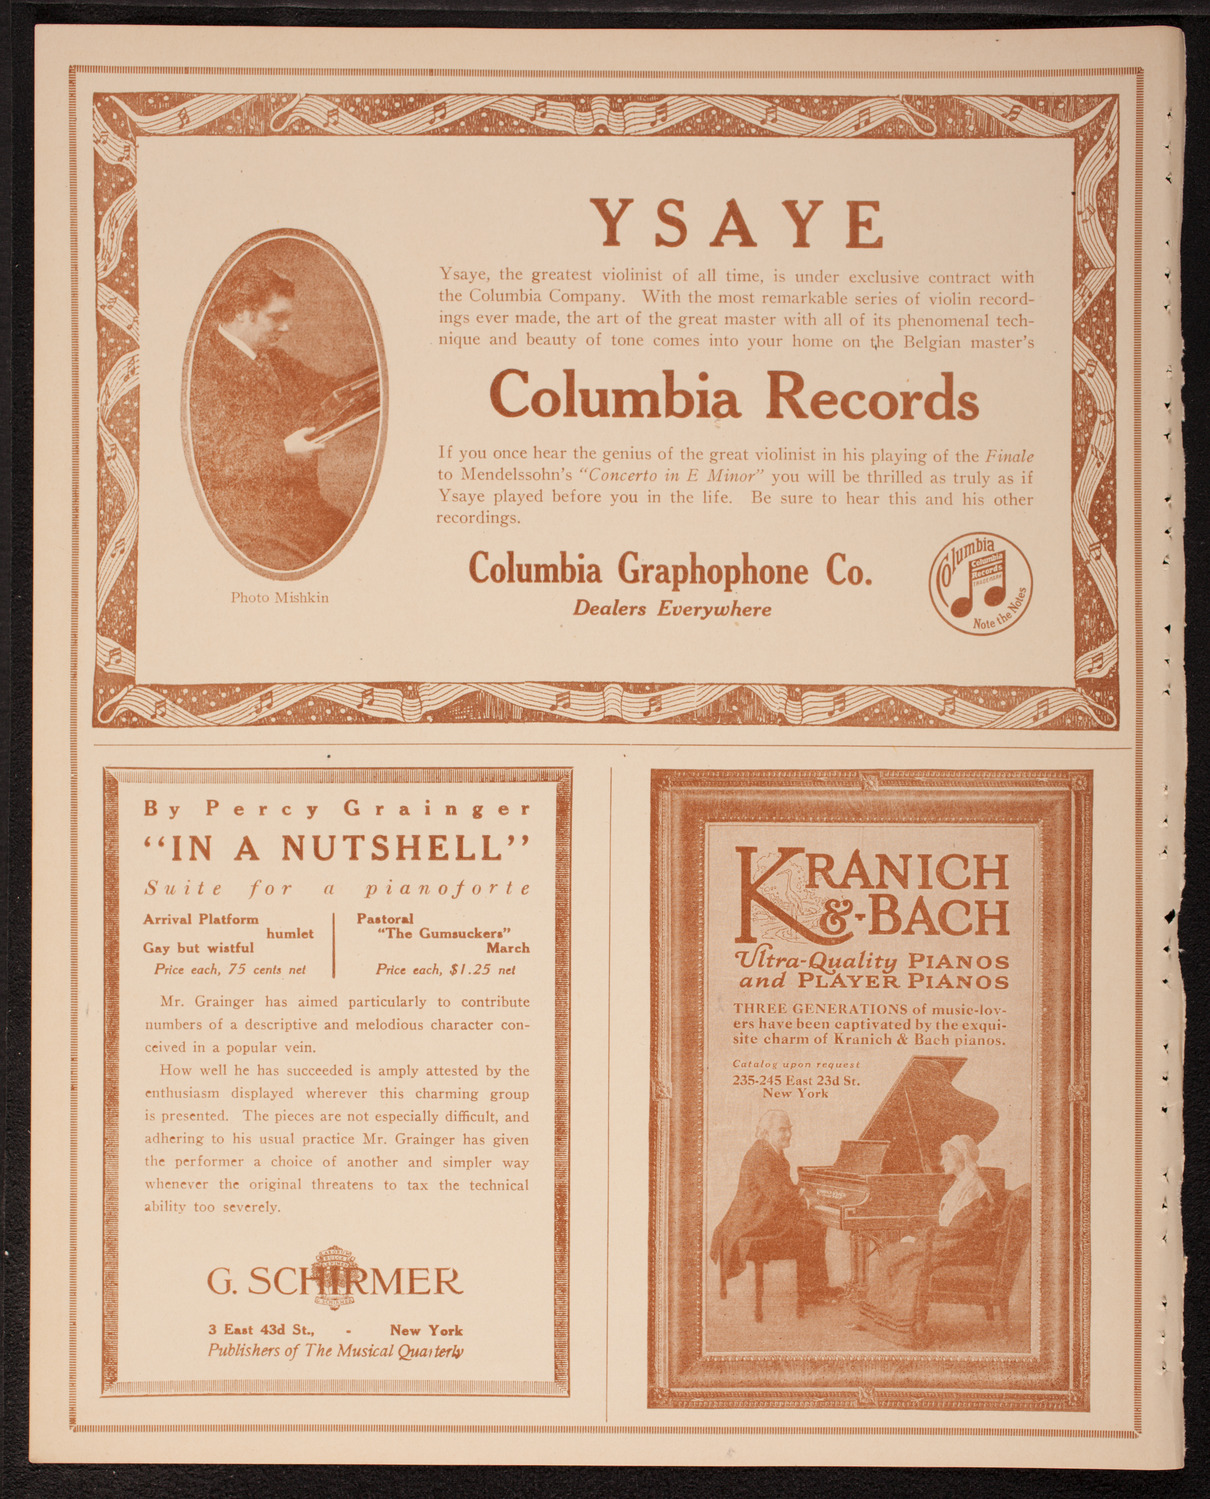 YSAYE
Ysaye, the greatest violinist of all time, is under exclusive contract with
the Columbia Company. With the most remarkable series of violin record-
ings ever made, the art of the great master with all of its phenomenal tech-
nique and beauty of tone comes into your home on the Belgian master's
Columbia Records
If you once hear the genius of the great violinist in his playing of the Finale
to Mendelssohn's "Concerto in E Minor" you will be thrilled as truly as if
Ysaye played before you in the life. Be sure to hear this and his other
recordings.
Columbia Graphophone Co.
Dealers Everywhere
Photo Mishkin
Columbia
Columbia
Records
TRADEMARK
Note the Notes
By Percy Grainger
"IN A NUTSHELL"
Suite for a pianoforte
Arrival Platform
humlet
Gay but wistful
Price each, 75 cents net
Pastoral
"The Gumsuckers"
March
Price each, $1.25 net
Mr. Grainger has aimed particularly to contribute
numbers of a descriptive and melodious character con-
ceived in a popular vein.
How well he has succeeded is amply attested by the
enthusiasm displayed wherever this charming group
is presented. The pieces are not especially difficult, and
adhering to his usual practice Mr. Grainger has given
the performer a choice of another and simpler way
whenever the original threatens to tax the technical
ability too severely.
G. SCHIRMER
3 East 43d St., - New York
Publishers of The Musical Quarterly
KRANICH
&-BACH
Ultra-Quality PIANOS
and PLAYER PIANOS
THREE GENERATIONS of music-lov-
ers have been captivated by the exqui-
site charm of Kranich & Bach pianos.
Catalog upon request
235-245 East 23d St.
New York